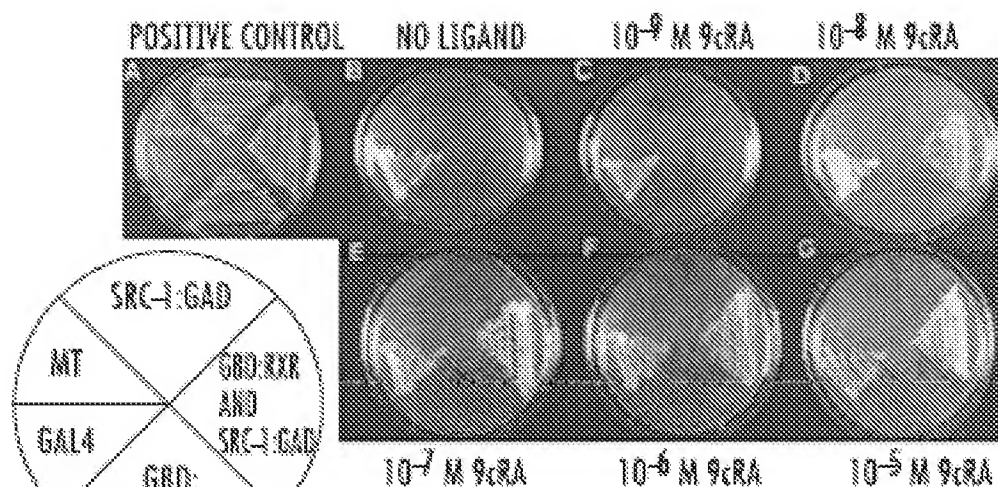 POSITIVE CONTROL
NO LIGAND
10⁻⁹ M 9cRA
10⁻⁸ M 9cRA
A
B
C
D
E
F
G
SRC-1:GAD
MT
GBD:RXR
AND
SRC-1:GAD
GAL4
GBD:
10⁻⁷ M 9cRA
10⁻⁶ M 9cRA
10⁻⁵ M 9cRA